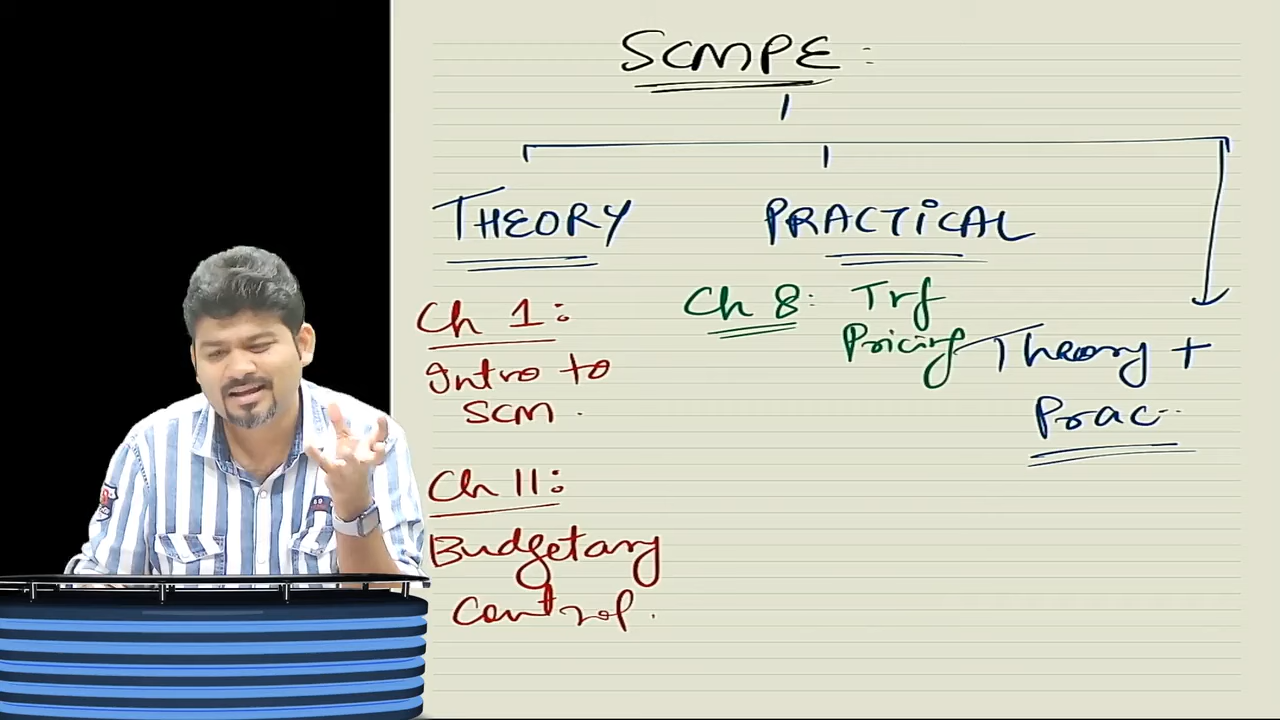 SCMPE:
THEORY
PRACTICAL
Ch 1:
Intro to
SCM.
Ch 11:
Budgetary
Control.
Ch 8: Trf
Pricing
Theory +
Prac..